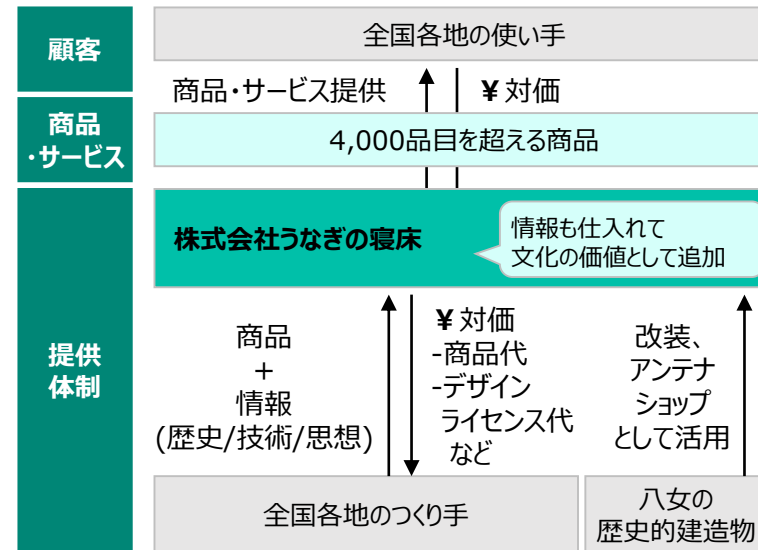 顧客
全国各地の使い手
商品・サービス提供
¥ 対価
商品
・サービス
4,000品目を超える商品
提供
体制
株式会社うなぎの寝床
情報も仕入れて
文化の価値として追加
商品
+
情報
(歴史/技術/思想)
¥ 対価
-商品代
-デザイン
ライセンス代
など
改装、
アンテナ
ショップ
として活用
全国各地のつくり手
八女の
歴史的建造物